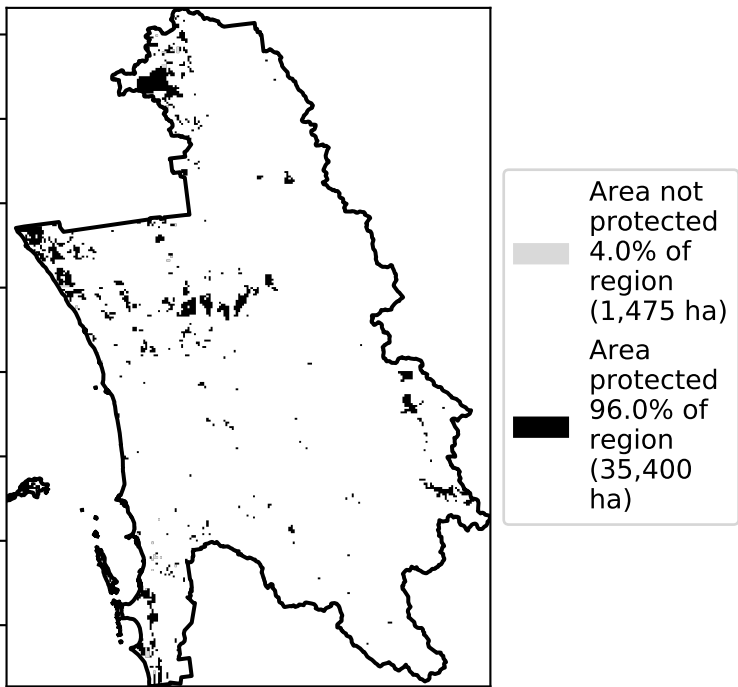 Area not
protected
4.0% of
region
(1,475 ha)
Area
protected
96.0% of
region
(35,400
ha)